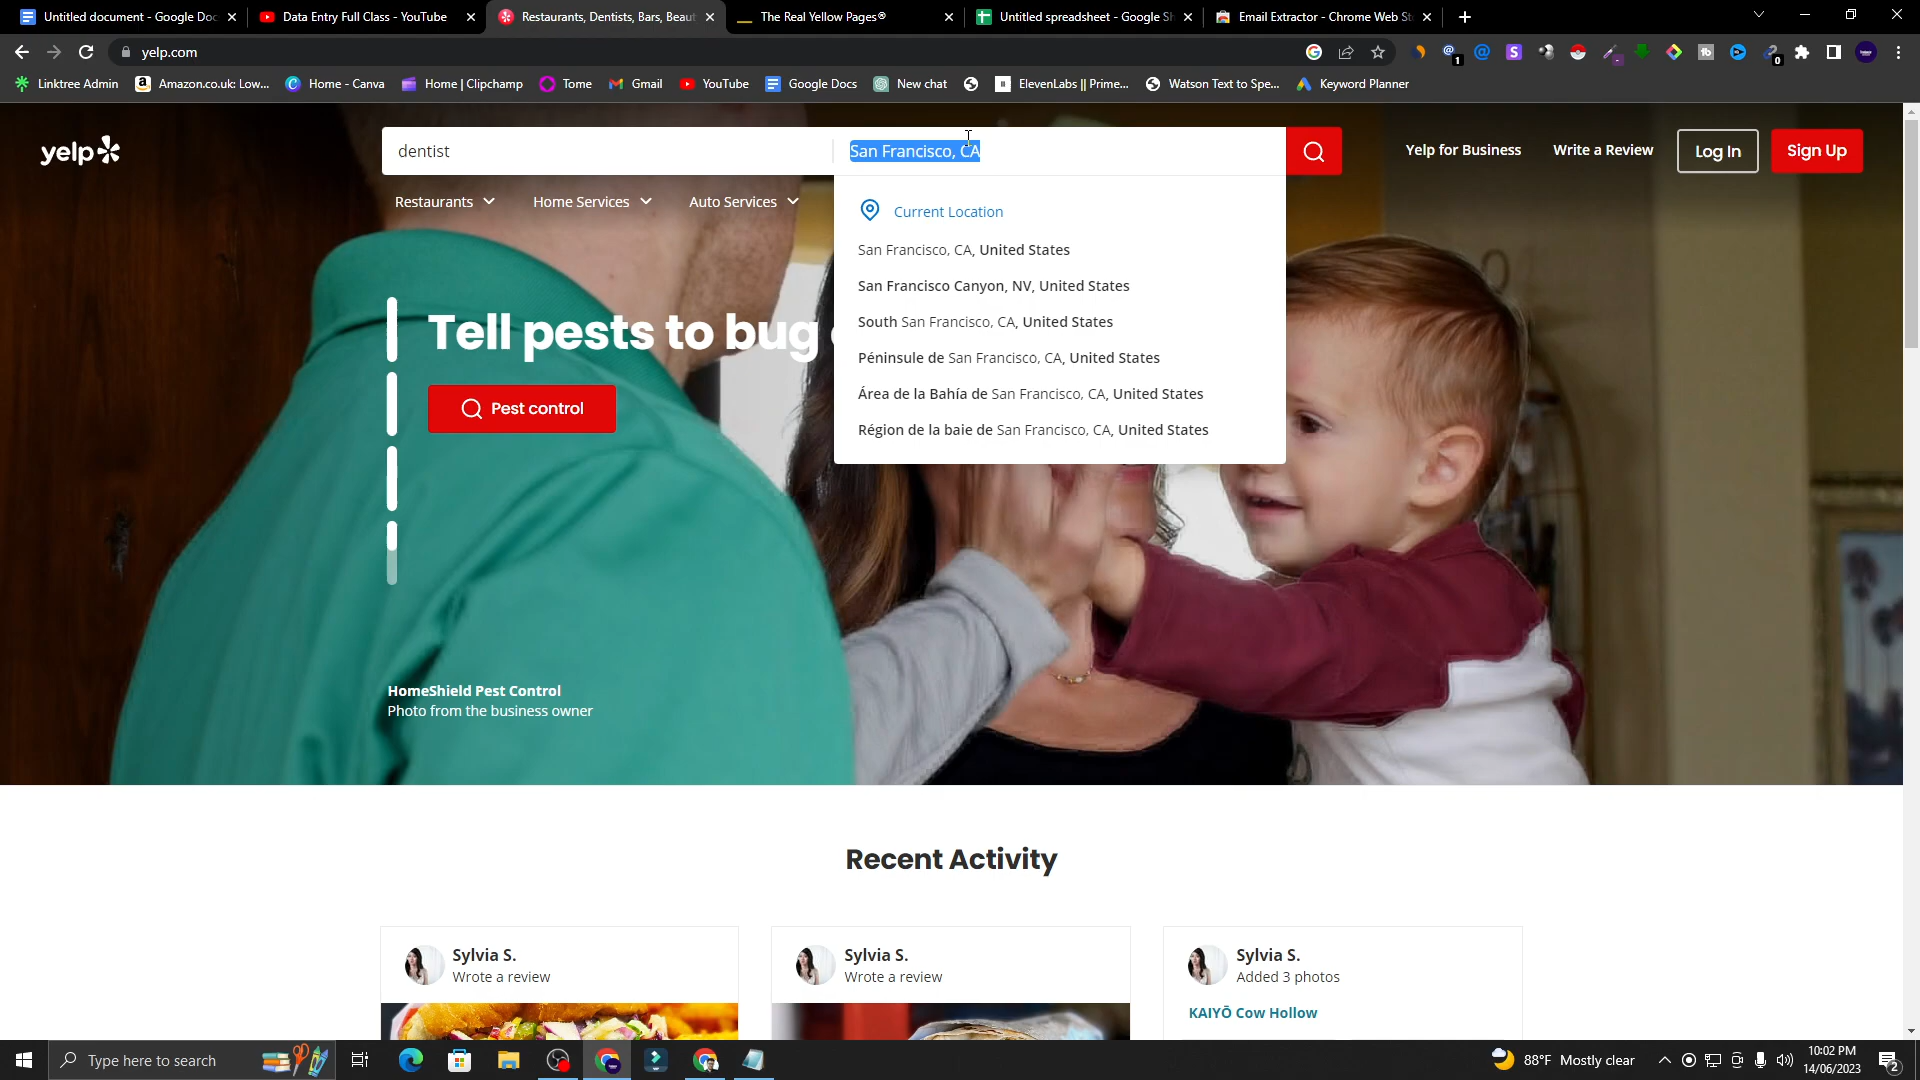 Untitled document - Google Doc
Data Entry Full Class - YouTube
Restaurants, Dentists, Bars, Beaut
The Real Yellow Pages®
Untitled spreadsheet - Google Sh
Email Extractor - Chrome Web St
yelp.com
Linktree Admin
Amazon.co.uk: Low...
Home - Canva
Home | Clipchamp
Tome
Gmail
YouTube
Google Docs
New chat
ElevenLabs || Prime...
Watson Text to Spe...
Keyword Planner
yelp
dentist
San Francisco, CA
Yelp for Business
Write a Review
Log In
Sign Up
Restaurants
Home Services
Auto Services
Current Location
San Francisco, CA, United States
San Francisco Canyon, NV, United States
South San Francisco, CA, United States
Péninsule de San Francisco, CA, United States
Área de la Bahía de San Francisco, CA, United States
Région de la baie de San Francisco, CA, United States
Tell pests to bug
Pest control
HomeShield Pest Control
Photo from the business owner
Recent Activity
Sylvia S.
Wrote a review
Sylvia S.
Wrote a review
Sylvia S.
Added 3 photos
KAIYŌ Cow Hollow
Type here to search
88°F Mostly clear
10:02 PM
14/06/2023
2